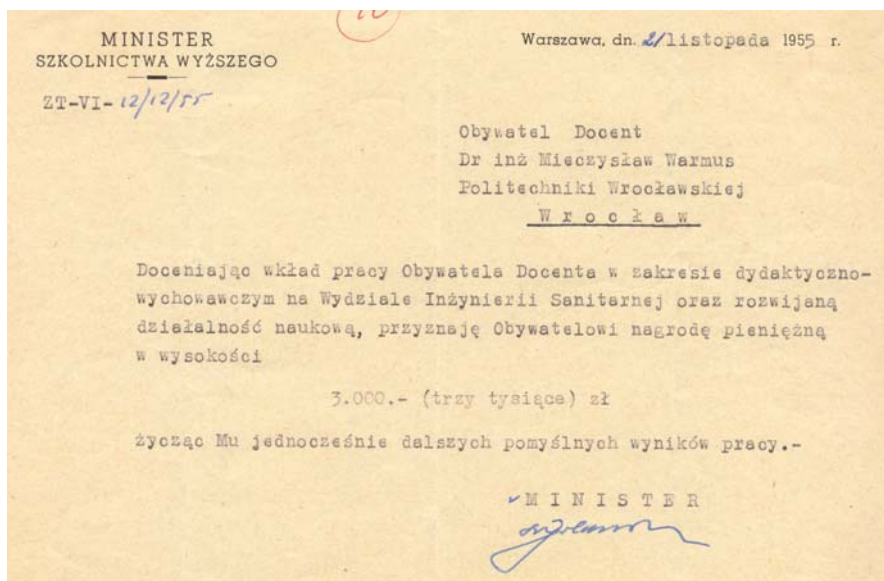 MINISTER
SZKOLNICTWA WYŻSZEGO
Warszawa, dn. 21 listopada 1955 r.
ZT-VI-12/12/55
Obywatel Docent
Dr inż Mieczysław Warmus
Politechniki Wrocławskiej
Wrocław
Doceniając wkład pracy Obywatela Docenta w zakresie dydaktyczno-
wychowawczym na Wydziale Inżynierii Sanitarnej oraz rozwijaną
działalność naukową, przyznaję Obywatelowi nagrodę pieniężną
w wysokości
3.000.- (trzy tysiące) zł
życząc Mu jednocześnie dalszych pomyślnych wyników pracy.-
MINISTER